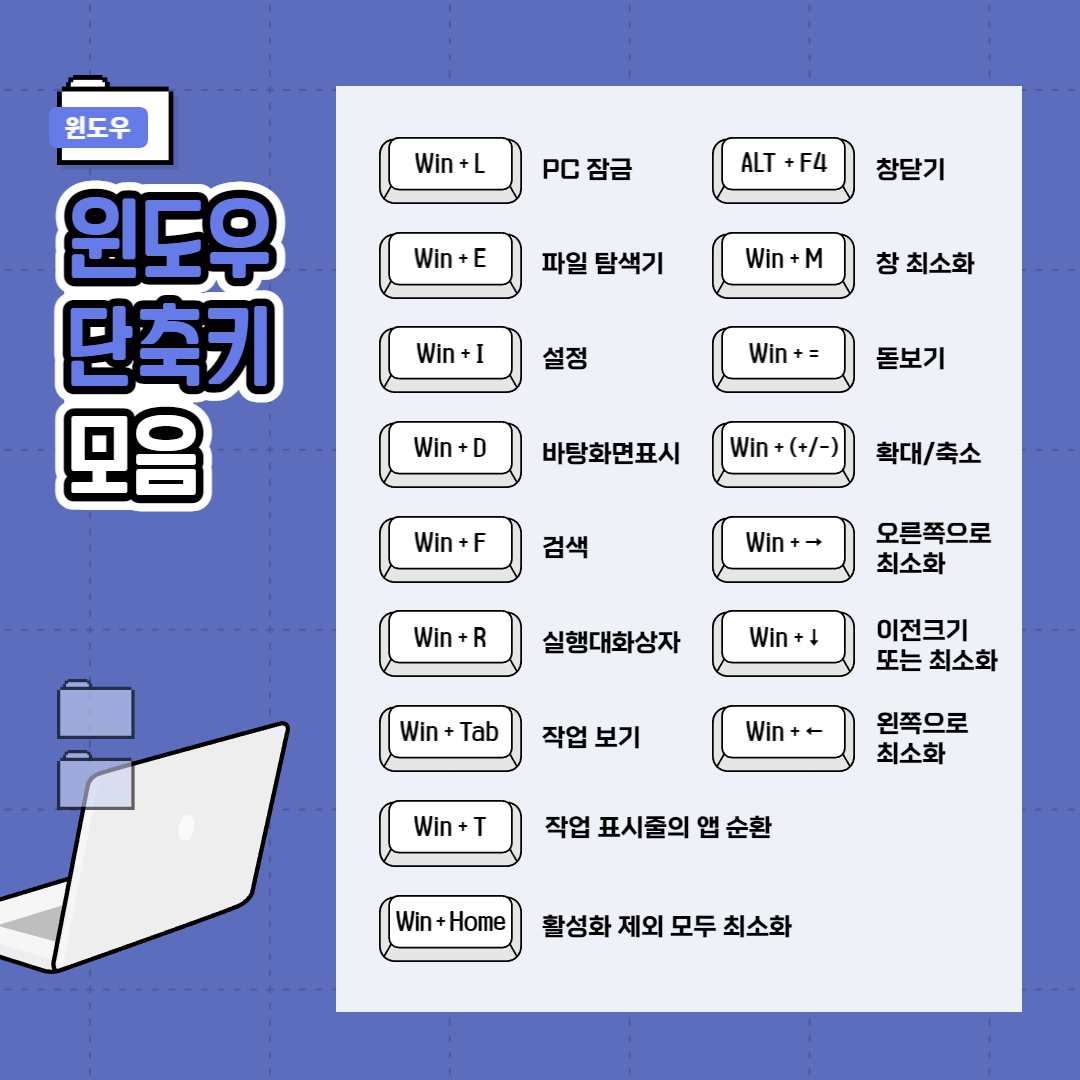 윈도우
윈도우
단축키
모음
Win + L PC 잠금
Win + E 파일 탐색기
Win + I 설정
Win + D 바탕화면표시
Win + F 검색
Win + R 실행대화상자
Win + Tab 작업 보기
Win + T 작업 표시줄의 앱 순환
Win + Home 활성화 제외 모두 최소화
ALT + F4 창닫기
Win + M 창 최소화
Win + = 돋보기
Win + (+/-) 확대/축소
Win + → 오른쪽으로
최소화
Win + ↓ 이전크기
또는 최소화
Win + ← 왼쪽으로
최소화